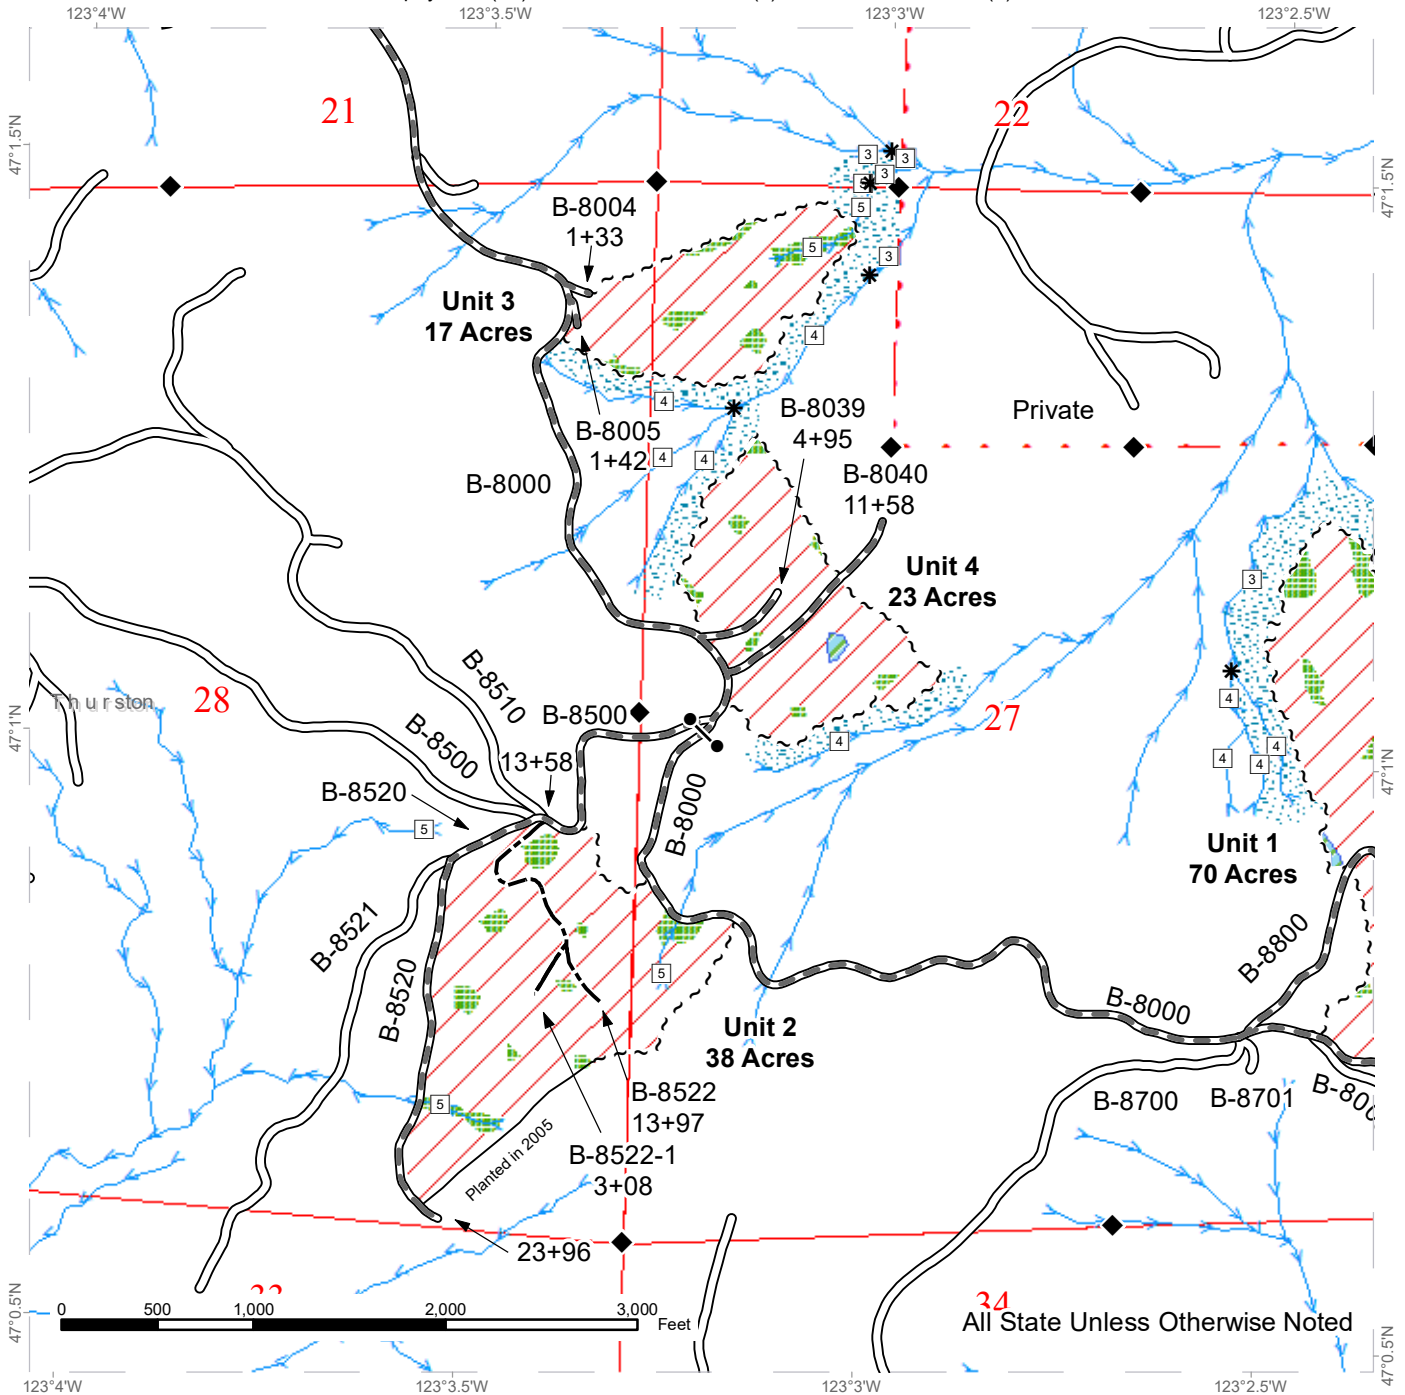 123°4'W
123°3.5'W
123°3'W
123°2.5'W
47°1.5'N
47°1.5'N
21
22
3
3
3
5
5
3
B-8004
1+33
Unit 3
17 Acres
4
4
B-8005
1+42
4
4
B-8039
4+95
Private
B-8000
B-8040
11+58
Unit 4
23 Acres
3
Thurston
28
B-8510
B-8500
B-8500
13+58
27
4
4
4
4
4
47°1'N
47°1'N
B-8520
5
B-8000
Unit 1
70 Acres
B-8521
B-8520
5
B-8800
B-8000
Unit 2
38 Acres
B-8522
13+97
B-8700
B-8701
5
Planted in 2005
B-8522-1
3+08
23+96
34
47°0.5'N
47°0.5'N
0 500 1,000 2,000 3,000
Feet
All State Unless Otherwise Noted
123°4'W
123°3.5'W
123°3'W
123°2.5'W